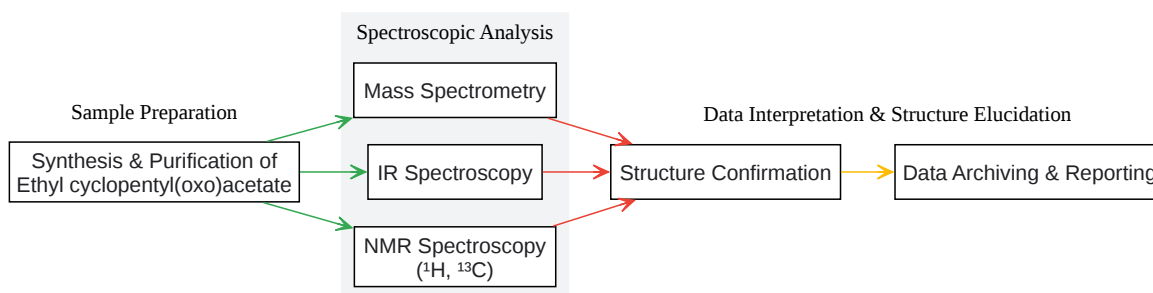 Spectroscopic Analysis
Mass Spectrometry
Sample Preparation
Data Interpretation & Structure Elucidation
Synthesis & Purification of
Ethyl cyclopentyl(oxo)acetate
IR Spectroscopy
Structure Confirmation
Data Archiving & Reporting
NMR Spectroscopy
(¹H, ¹³C)